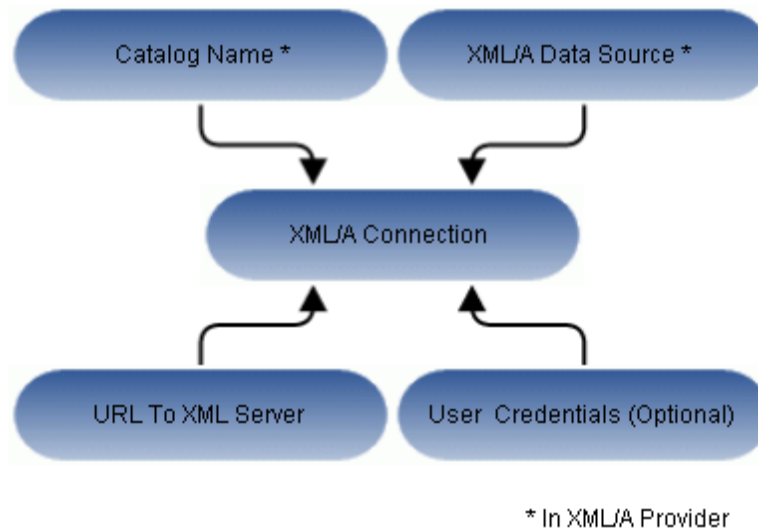 Catalog Name *
XML/A Data Source *
XML/A Connection
URL To XML Server
User Credentials (Optional)
* In XML/A Provider